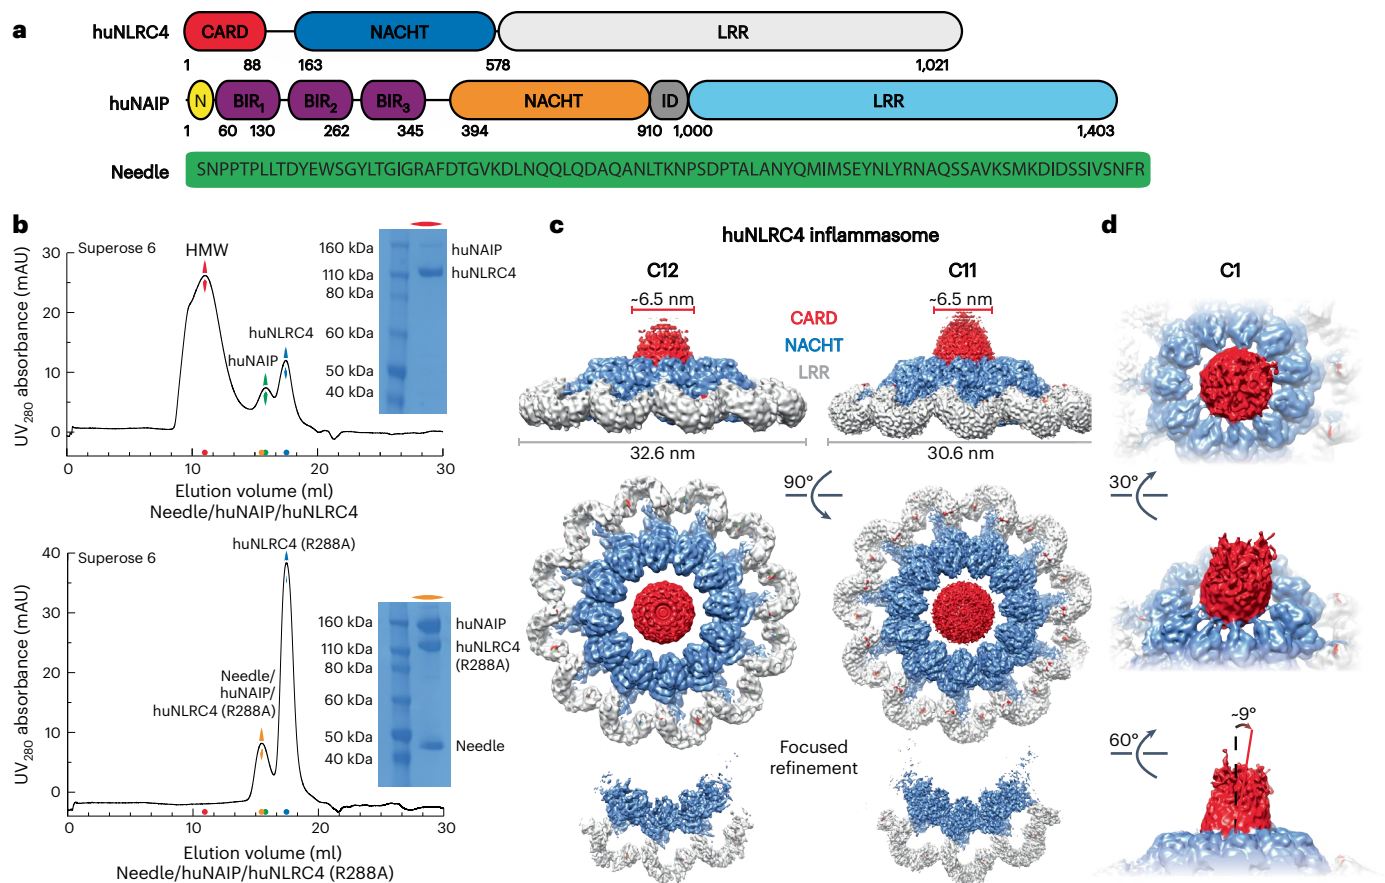 a
huNLRC4 CARD NACHT LRR
1 88 163 578 1,021
huNAIP N BIR1 BIR2 BIR3 NACHT ID LRR
1 60 130 262 345 394 910 1,000 1,403
Needle SNPPTPLLTDYEWSGYLTGIGRAFDTGVKDLNQQLQDAQANLTKNPSDPTALANYQMIMSEYNLYRNAQSSAVKSMKDIDSSIVSNFR
b
Superose 6
UV280 absorbance (mAU)
30
20
10
0
HMW
huNAIP
huNLRC4
0 10 20 30
Elution volume (ml)
Needle/huNAIP/huNLRC4
160 kDa huNAIP
110 kDa huNLRC4
80 kDa
60 kDa
50 kDa
40 kDa
Superose 6
UV280 absorbance (mAU)
40
30
20
10
0
huNLRC4 (R288A)
Needle/
huNAIP/
huNLRC4 (R288A)
0 10 20 30
Elution volume (ml)
Needle/huNAIP/huNLRC4 (R288A)
160 kDa huNAIP
110 kDa huNLRC4
(R288A)
80 kDa
60 kDa
50 kDa Needle
40 kDa
c
huNLRC4 inflammasome
C12 C11
~6.5 nm ~6.5 nm
CARD
NACHT
LRR
32.6 nm 30.6 nm
90°
Focused
refinement
d
C1
30°
60°
~9°